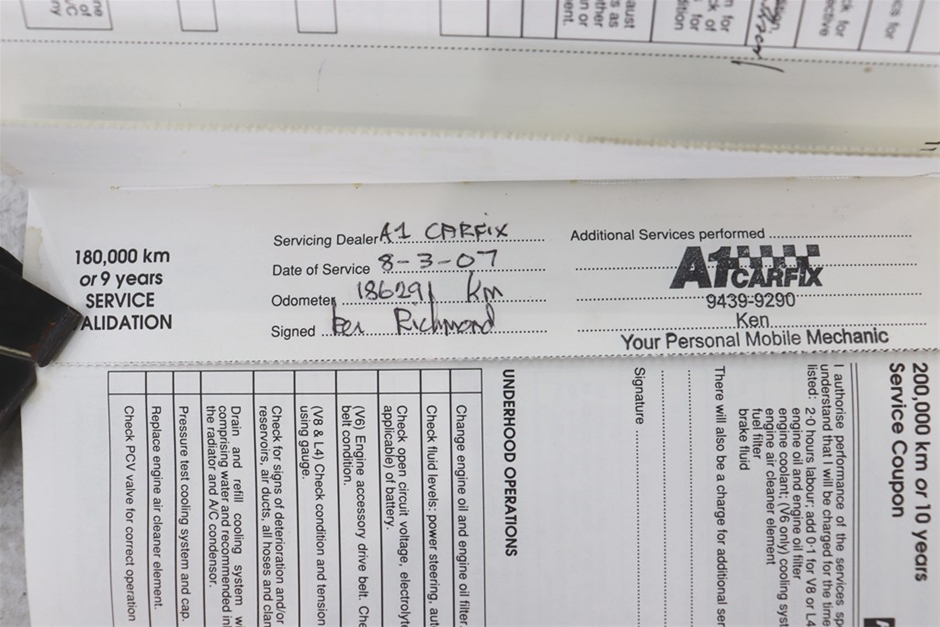 180,000 km
or 9 years
SERVICE
ALIDATION
Servicing Dealer A1 CARFIX
Date of Service 8-3-07
Odometer 186291 km
Signed Ken Richmond
Additional Services performed
A1 CARFIX
9439-9290
Ken
Your Personal Mobile Mechanic
200,000 km or 10 years
Service Coupon
I authorise performance of the services sp
understand that I will be charged for the time
listed: 2·0 hours labour; add 0·1 for V8 or L4
engine oil and engine oil filter
engine coolant; (V6 only) cooling syst
engine air cleaner element
fuel filter
brake fluid
There will also be a charge for additional ser
Signature
UNDERHOOD OPERATIONS
Change engine oil and engine oil filter.
Check fluid levels: power steering, aut
Check open circuit voltage, electrolyt
applicable) of battery.
(V6) Engine accessory drive belt. Che
belt condition.
(V8 & L4) Check condition and tension
using gauge.
Check for signs of deterioration and/or
reservoirs, air ducts, all hoses and clan
Drain and refill cooling system w
comprising water and recommended in
the radiator and A/C condensor.
Pressure test cooling system and cap.
Replace engine air cleaner element.
Check PCV valve for correct operation